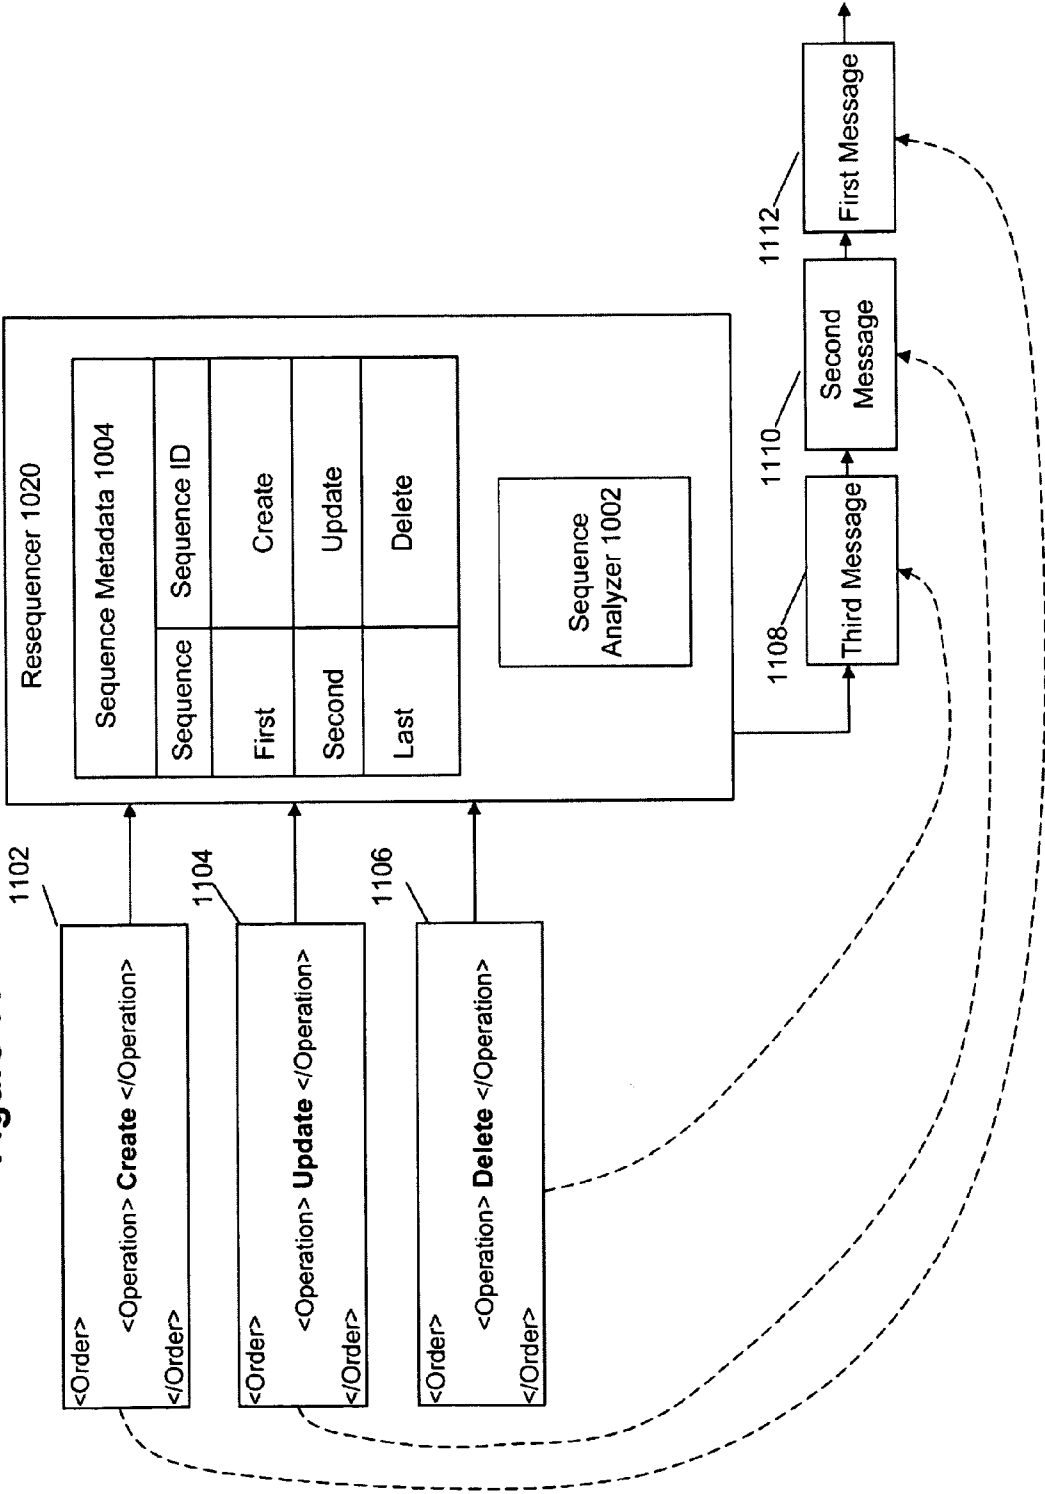 1102
<Order>
<Operation> Create </Operation>
</Order>
1104
<Order>
<Operation> Update </Operation>
</Order>
1106
<Order>
<Operation> Delete </Operation>
</Order>
Resequencer 1020
Sequence Metadata 1004
Sequence Sequence ID
First Create
Second Update
Last Delete
Sequence
Analyzer 1002
1108
Third Message
1110
Second
Message
1112
First Message